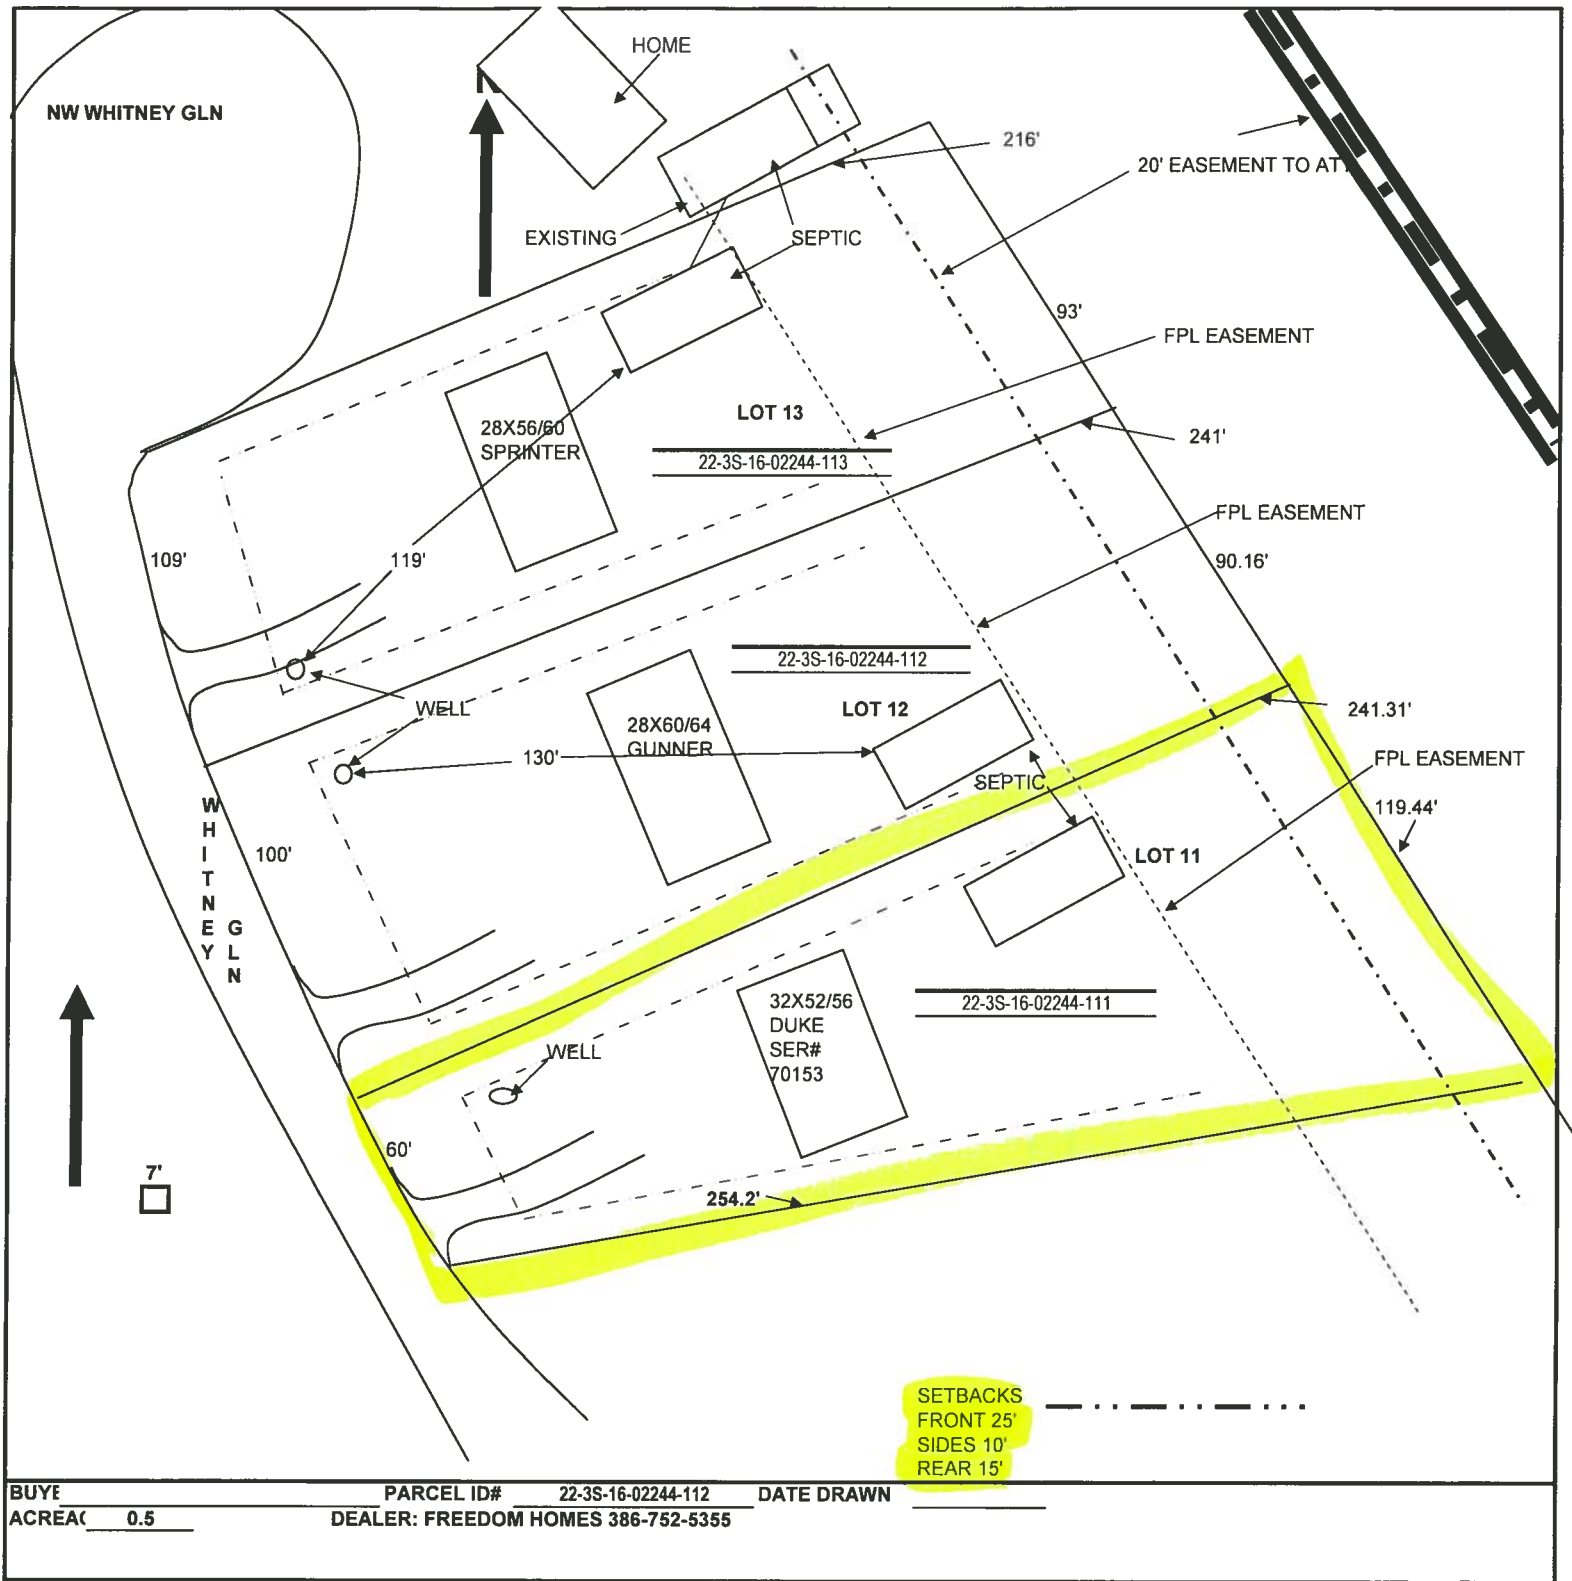 HOME
NW WHITNEY GLN
N
216'
20' EASEMENT TO AT
EXISTING
SEPTIC
93'
FPL EASEMENT
LOT 13
28X56/60
SPRINTER
22-3S-16-02244-113
241'
FPL EASEMENT
109'
119'
90.16'
22-3S-16-02244-112
WELL
LOT 12
28X60/64
GUNNER
241.31'
130'
SEPTIC
FPL EASEMENT
119.44'
WHITNEY
GLN
100'
LOT 11
32X52/56
DUKE
SER#
70153
22-3S-16-02244-111
WELL
60'
7'
254.2'
SETBACKS
FRONT 25'
SIDES 10'
REAR 15'
BUYE PARCEL ID# 22-3S-16-02244-112 DATE DRAWN
ACREA 0.5 DEALER: FREEDOM HOMES 386-752-5355